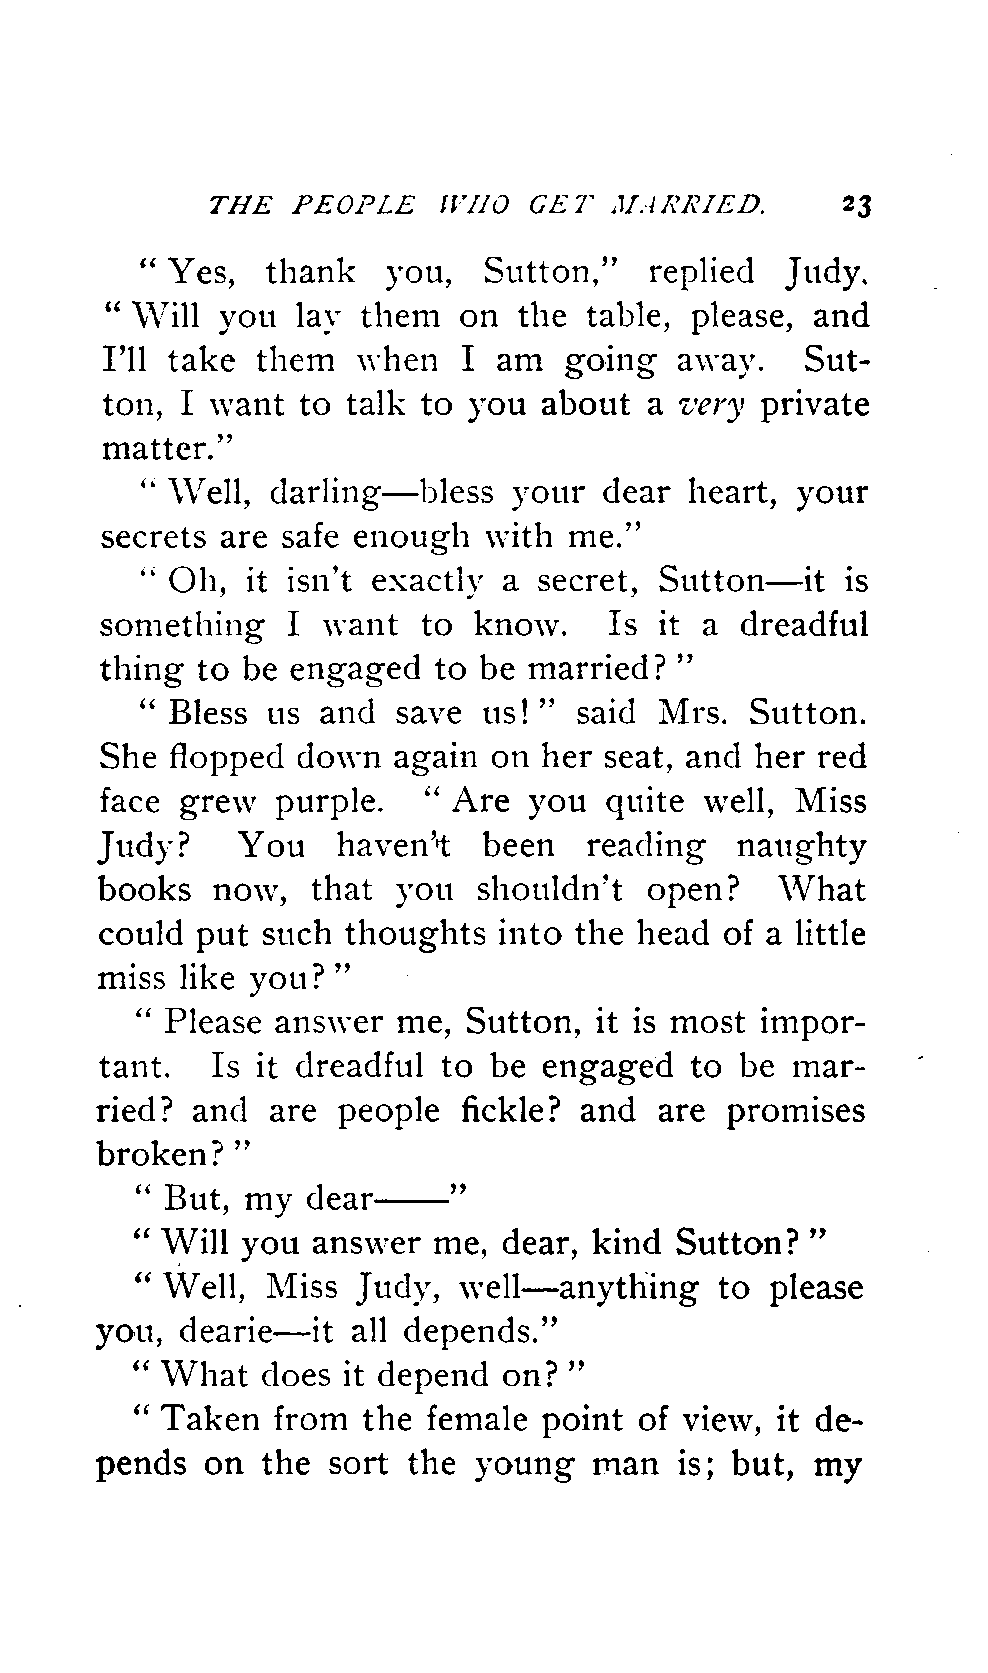 THE PEOPLE WHO GET MARRIED. 23
" Yes, thank you, Sutton," replied Judy.
" Will you lay them on the table, please, and
I'll take them when I am going away. Sut-
ton, I want to talk to you about a very private
matter."
" Well, darling—bless your dear heart, your
secrets are safe enough with me."
" Oh, it isn't exactly a secret, Sutton—it is
something I want to know. Is it a dreadful
thing to be engaged to be married? "
" Bless us and save us! " said Mrs. Sutton.
She flopped down again on her seat, and her red
face grew purple. " Are you quite well, Miss
Judy? You haven't been reading naughty
books now, that you shouldn't open? What
could put such thoughts into the head of a little
miss like you? "
" Please answer me, Sutton, it is most impor-
tant. Is it dreadful to be engaged to be mar-
ried? and are people fickle? and are promises
broken? "
" But, my dear——"
" Will you answer me, dear, kind Sutton? "
" Well, Miss Judy, well—anything to please
you, dearie—it all depends."
" What does it depend on? "
" Taken from the female point of view, it de-
pends on the sort the young man is; but, my